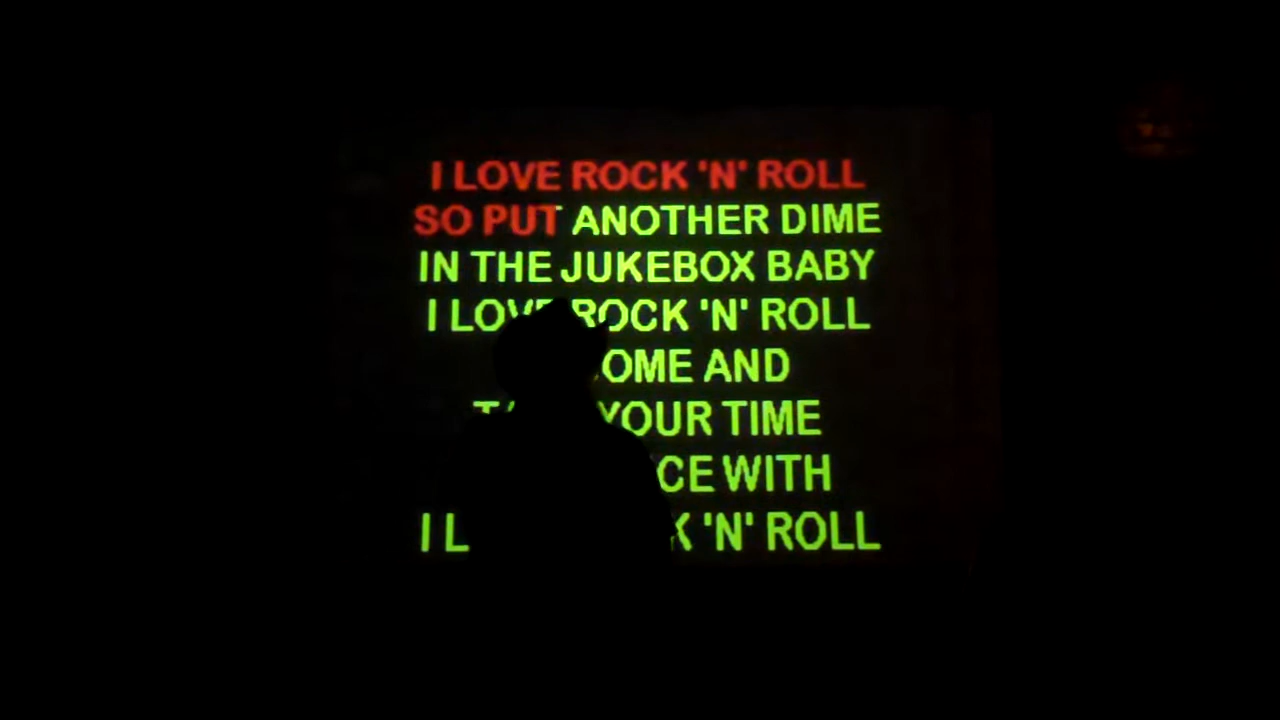 I LOVE ROCK 'N' ROLL
SO PUT ANOTHER DIME
IN THE JUKEBOX BABY
I LOVE ROCK 'N' ROLL
OME AND
YOUR TIME
CE WITH
I L K 'N' ROLL